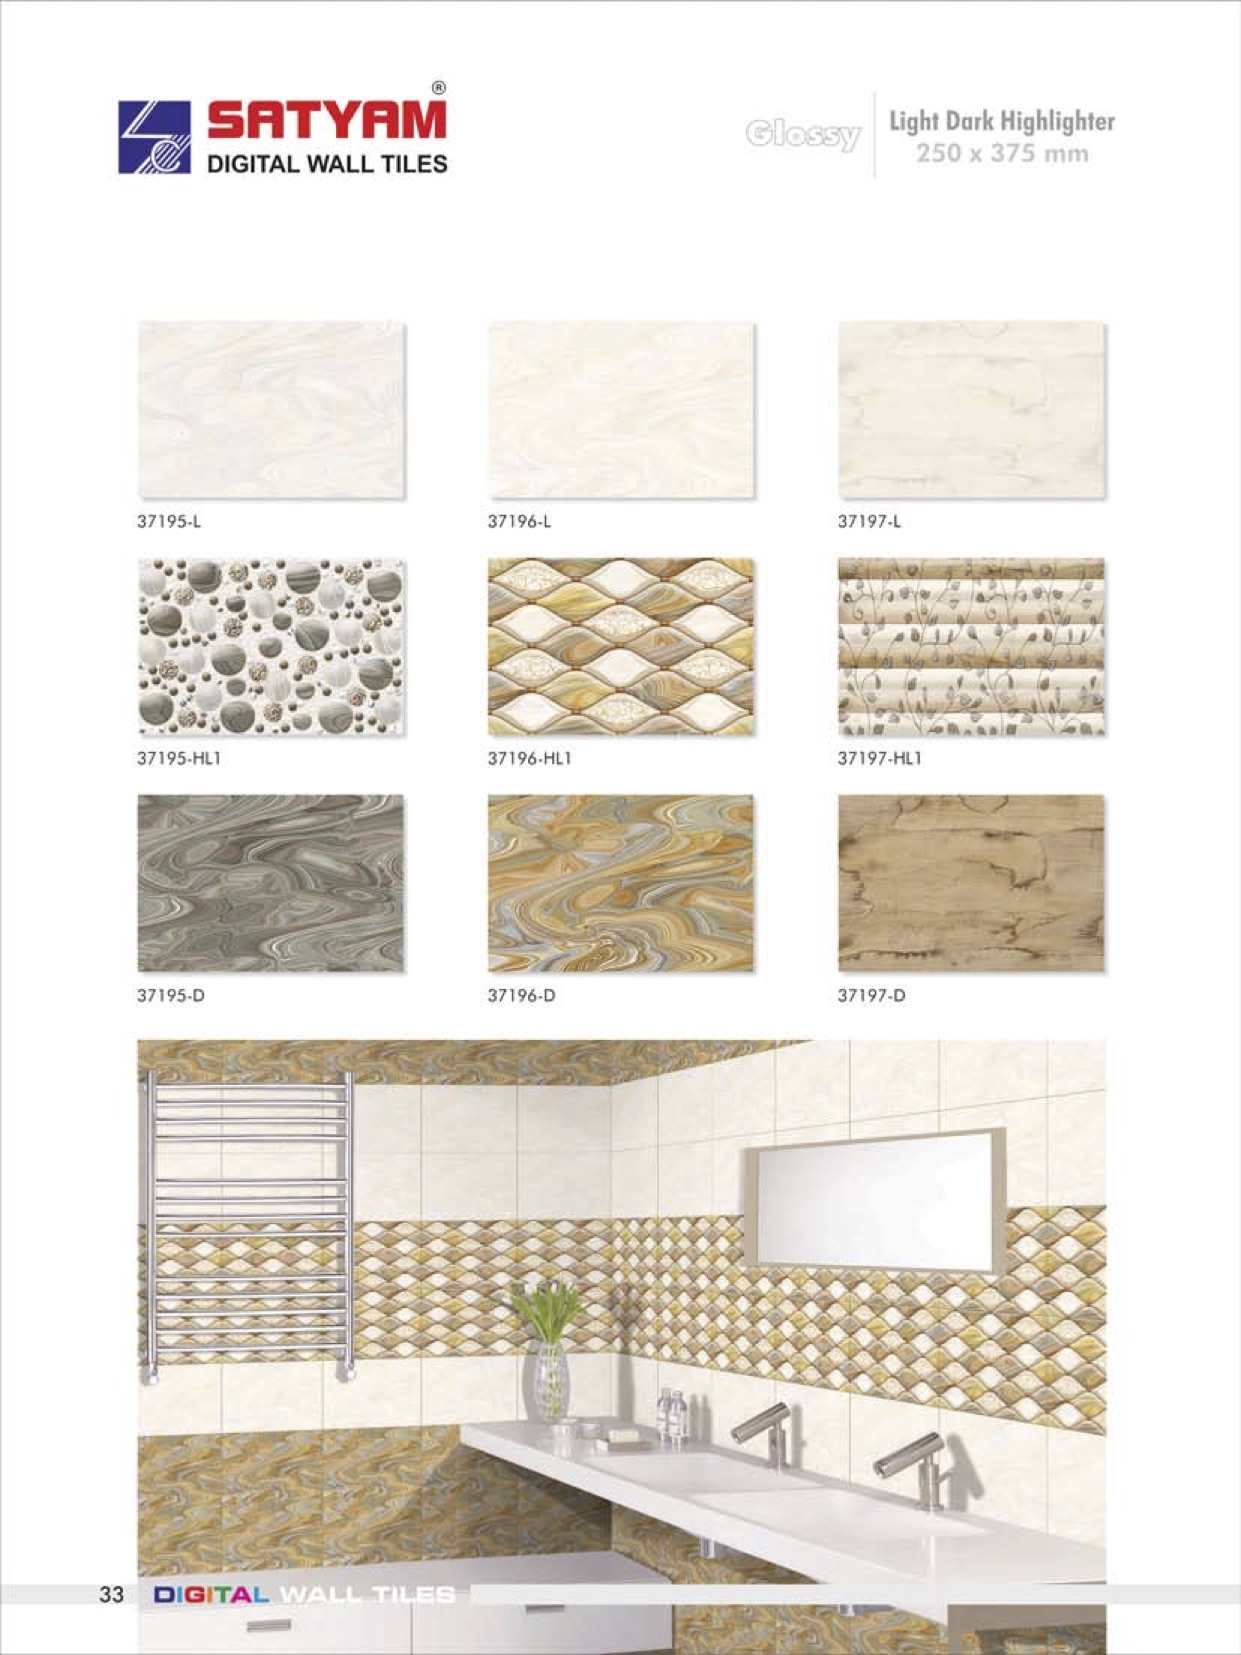 SATYAM®
DIGITAL WALL TILES
Glossy
Light Dark Highlighter
250 x 375 mm
37195-L
37196-L
37197-L
37195-HL1
37196-HL1
37197-HL1
37195-D
37196-D
37197-D
33 DIGITAL WALL TILES